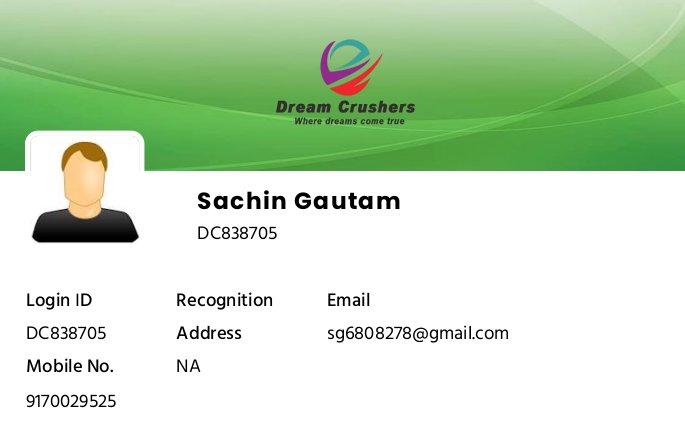 Dream Crushers
Where dreams come true
Sachin Gautam
DC838705
Login ID
DC838705
Mobile No.
9170029525
Recognition
Address
NA
Email
sg6808278@gmail.com